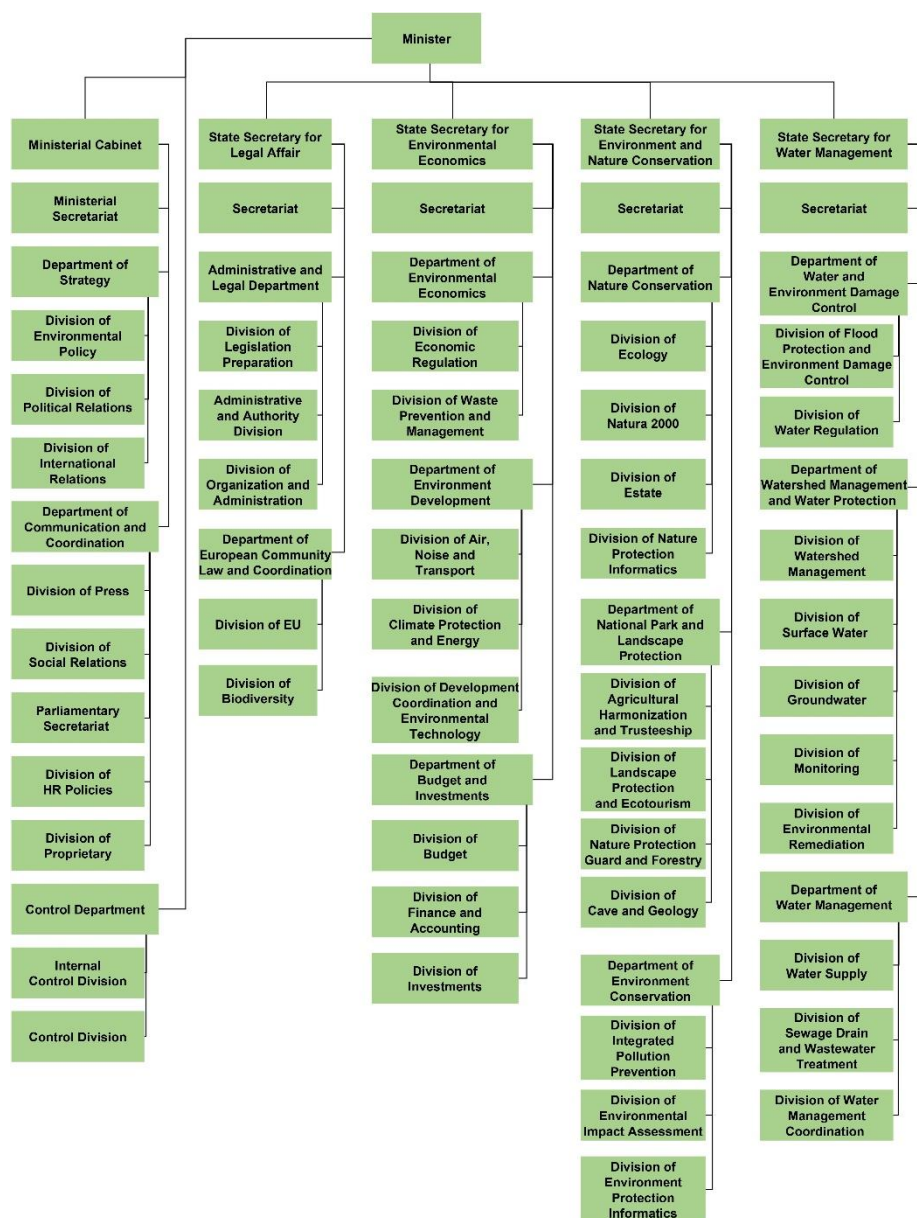 Minister
Ministerial Cabinet
Ministerial
Secretariat
Department of
Strategy
Division of
Environmental
Policy
Division of
Political Relations
Division of
International
Relations
Department of
Communication and
Coordination
Division of Press
Division of
Social Relations
Parliamentary
Secretariat
Division of
HR Policies
Division of
Proprietary
Control Department
Internal
Control Division
Control Division
State Secretary for
Legal Affair
Secretariat
Administrative and
Legal Department
Division of
Legislation
Preparation
Administrative
and Authority
Division
Division of
Organization and
Administration
Department of
European Community
Law and Coordination
Division of EU
Division of
Biodiversity
State Secretary for
Environmental
Economics
Secretariat
Department of
Environmental
Economics
Division of
Economic
Regulation
Division of Waste
Prevention and
Management
Department of
Environment
Development
Division of Air,
Noise and
Transport
Division of
Climate Protection
and Energy
Division of Development
Coordination and
Environmental
Technology
Department of
Budget and
Investments
Division of
Budget
Division of
Finance and
Accounting
Division of
Investments
State Secretary for
Environment and
Nature Conservation
Secretariat
Department of
Nature Conservation
Division of
Ecology
Division of
Natura 2000
Division of
Estate
Division of Nature
Protection
Informatics
Department of
National Park and
Landscape
Protection
Division of
Agricultural
Harmonization
and Trusteeship
Division of
Landscape
Protection
and Ecotourism
Division of
Nature Protection
Guard and Forestry
Division of
Cave and Geology
Department of
Environment
Conservation
Division of
Integrated
Pollution
Prevention
Division of
Environmental
Impact Assessment
Division of
Environment
Protection
Informatics
State Secretary for
Water Management
Secretariat
Department of
Water and
Environment Damage
Control
Division of Flood
Protection and
Environment Damage
Control
Division of
Water Regulation
Department of
Watershed Management
and Water Protection
Division of
Watershed
Management
Division of
Surface Water
Division of
Groundwater
Division of
Monitoring
Division of
Environmental
Remediation
Department of
Water Management
Division of
Water Supply
Division of
Sewage Drain
and Wastewater
Treatment
Division of Water
Management
Coordination